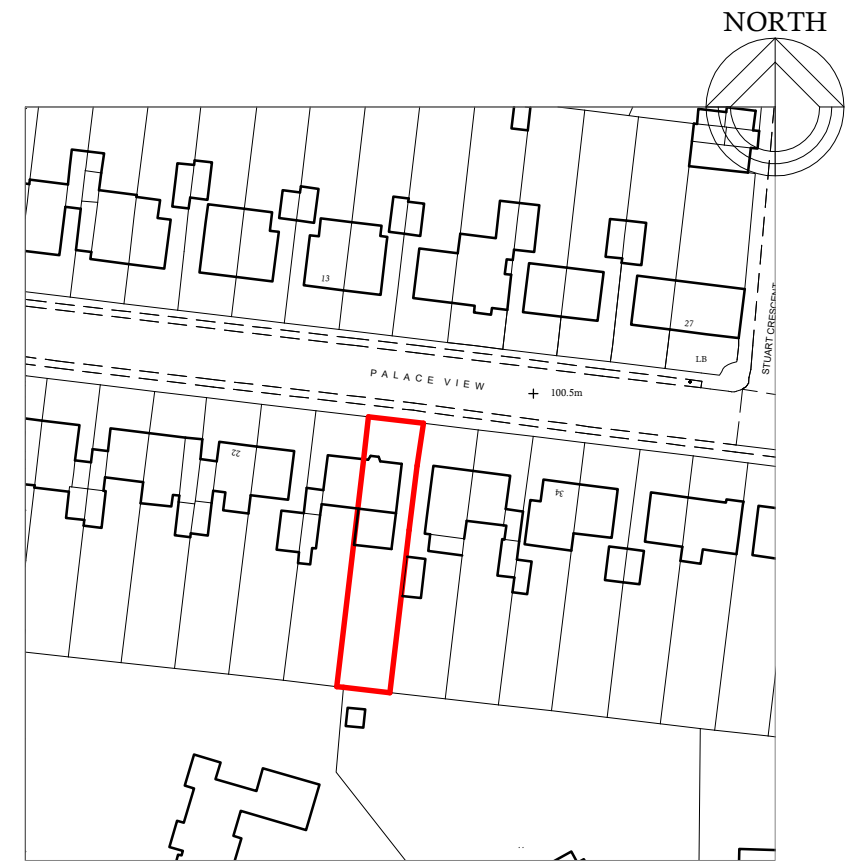 NORTH
13
27
LB
STUART CRESCENT
PALACE VIEW
100.5m
22
34